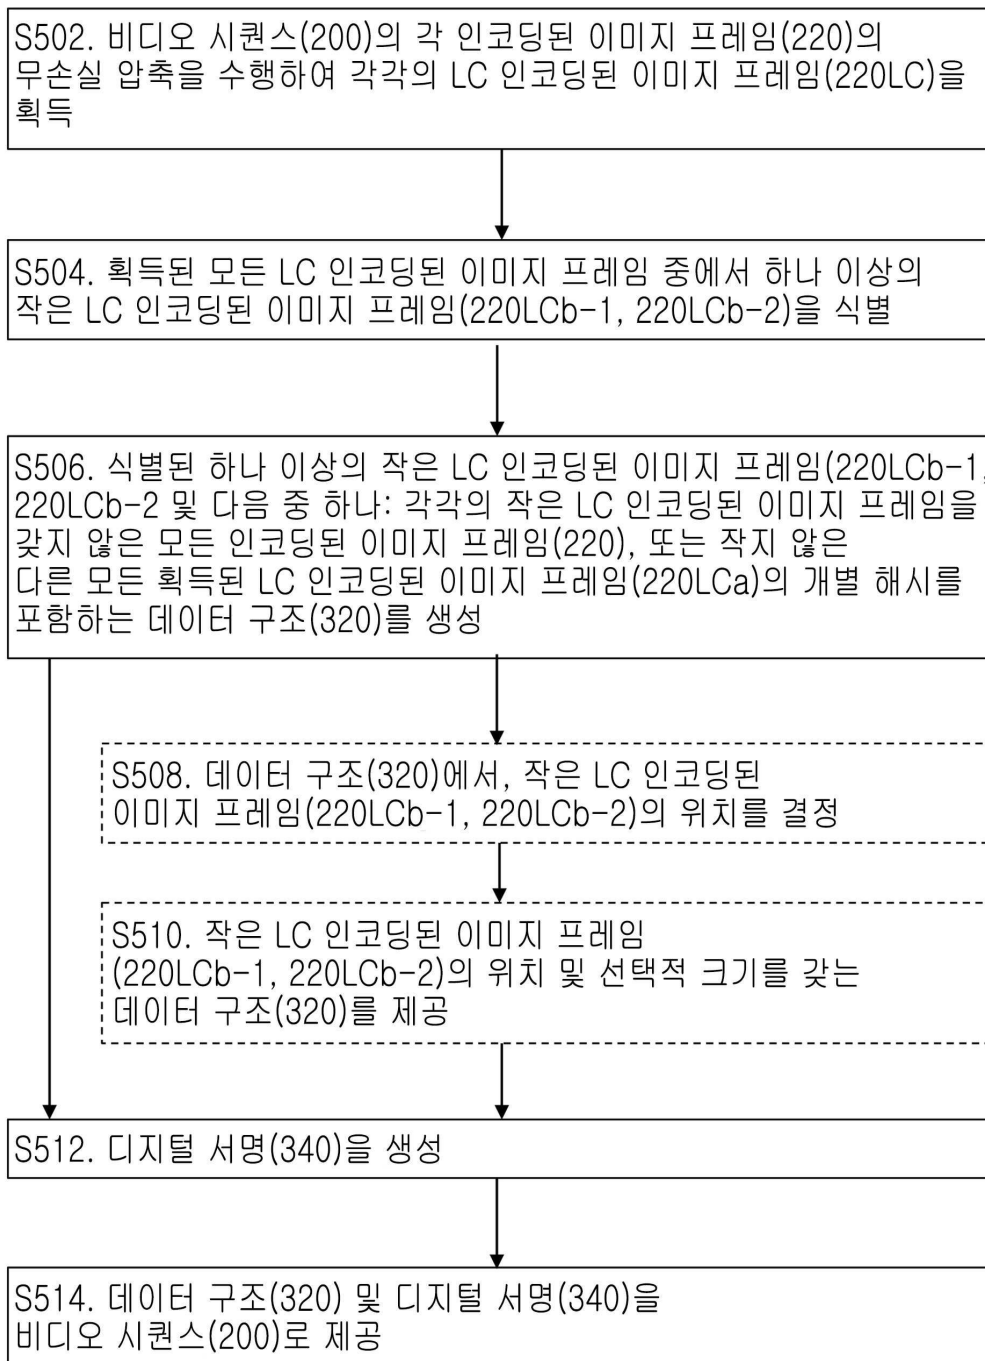 S502. 비디오 시퀀스(200)의 각 인코딩된 이미지 프레임(220)의
무손실 압축을 수행하여 각각의 LC 인코딩된 이미지 프레임(220LC)을
획득
S504. 획득된 모든 LC 인코딩된 이미지 프레임 중에서 하나 이상의
작은 LC 인코딩된 이미지 프레임(220LCb-1, 220LCb-2)을 식별
S506. 식별된 하나 이상의 작은 LC 인코딩된 이미지 프레임(220LCb-1,
220LCb-2 및 다음 중 하나: 각각의 작은 LC 인코딩된 이미지 프레임을
갖지 않은 모든 인코딩된 이미지 프레임(220), 또는 작지 않은
다른 모든 획득된 LC 인코딩된 이미지 프레임(220LCa)의 개별 해시를
포함하는 데이터 구조(320)를 생성
S508. 데이터 구조(320)에서, 작은 LC 인코딩된
이미지 프레임(220LCb-1, 220LCb-2)의 위치를 결정
S510. 작은 LC 인코딩된 이미지 프레임
(220LCb-1, 220LCb-2)의 위치 및 선택적 크기를 갖는
데이터 구조(320)를 제공
S512. 디지털 서명(340)을 생성
S514. 데이터 구조(320) 및 디지털 서명(340)을
비디오 시퀀스(200)로 제공